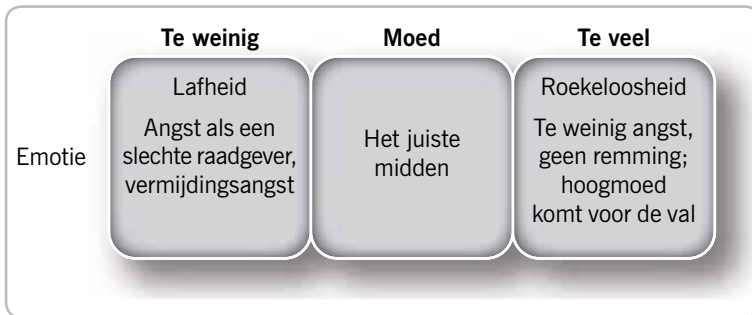 Te weinig
Moed
Te veel
Emotie
Lafheid
Angst als een
slechte raadgever,
vermijdingsangst
Het juiste
midden
Roekeloosheid
Te weinig angst,
geen remming;
hoogmoed
komt voor de val